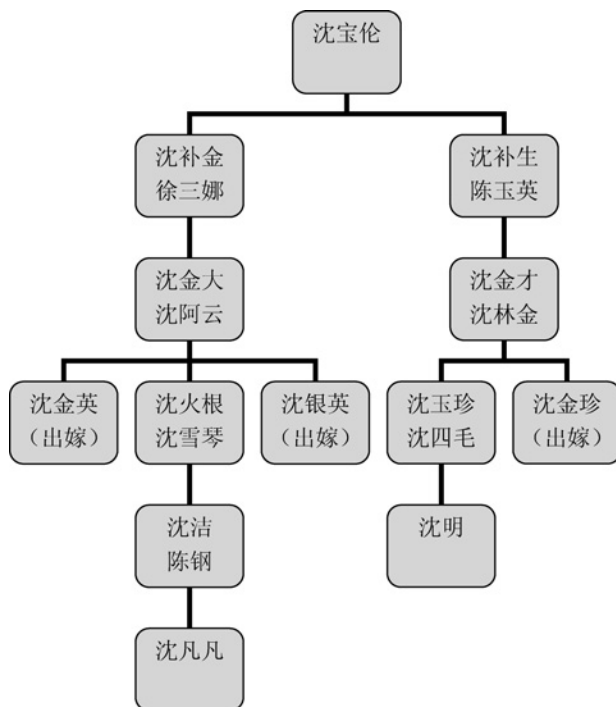 沈宝伦
沈补金
徐三娜
沈补生
陈玉英
沈金大
沈阿云
沈金才
沈林金
沈金英
（出嫁）
沈火根
沈雪琴
沈银英
（出嫁）
沈玉珍
沈四毛
沈金珍
（出嫁）
沈洁
陈钢
沈明
沈凡凡